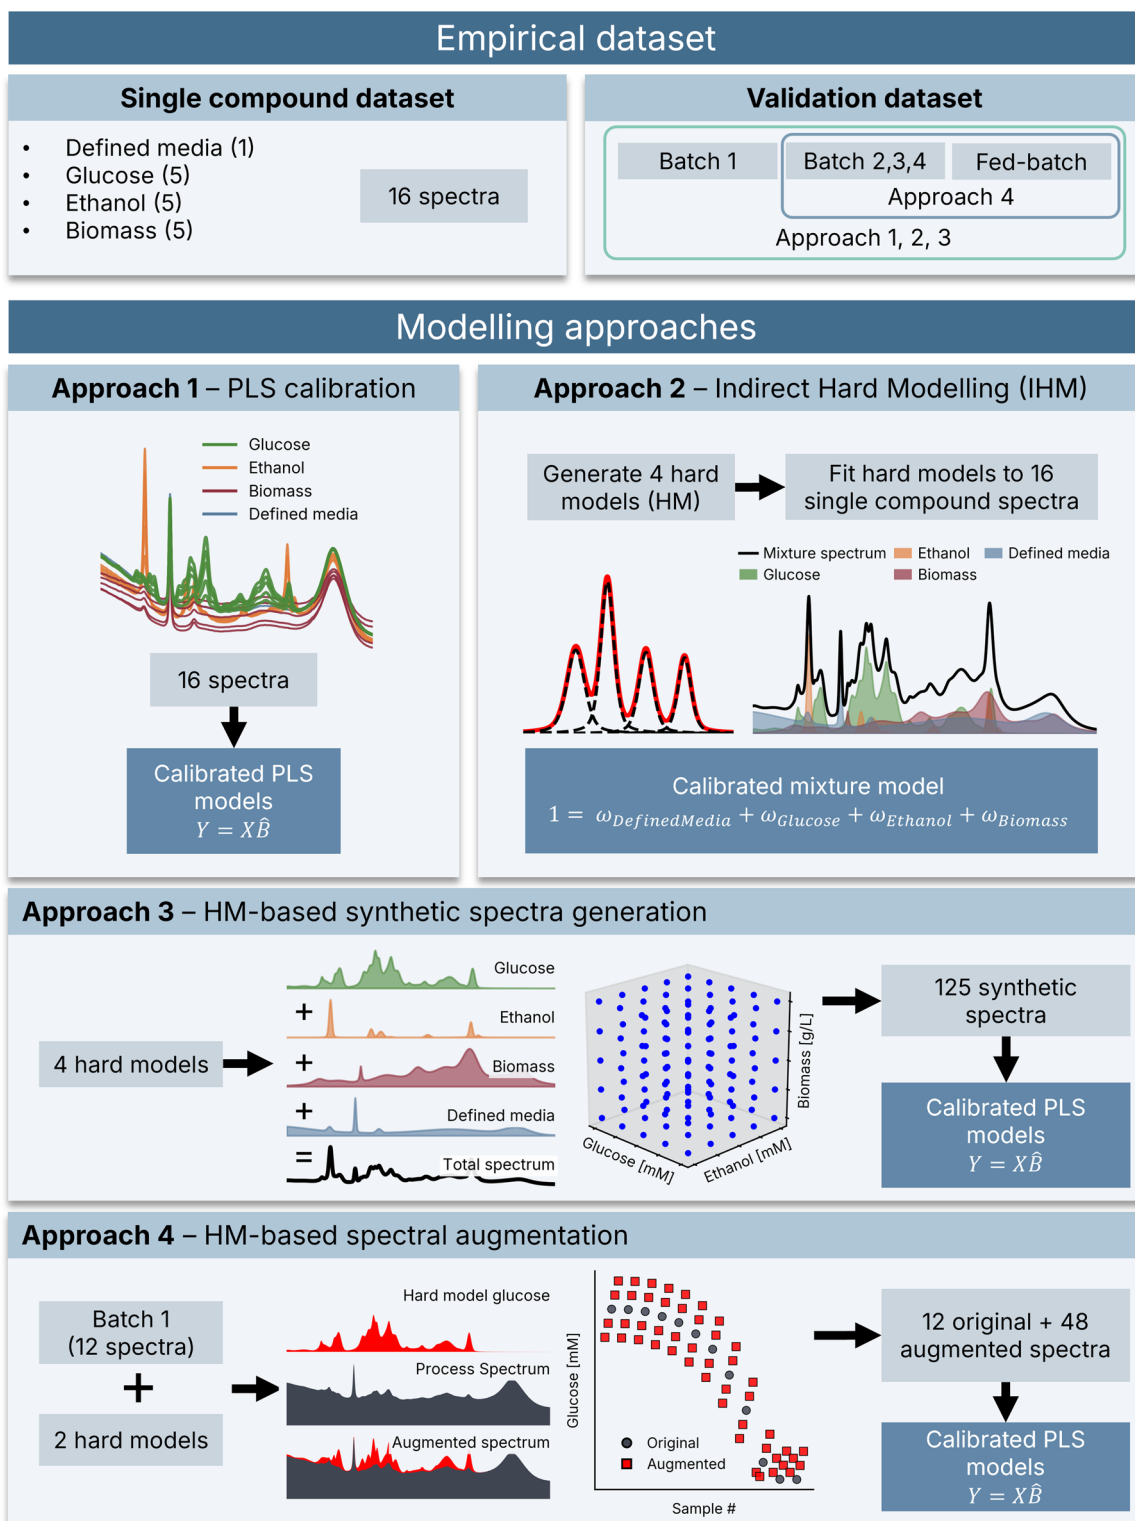 Empirical dataset
Single compound dataset
• Defined media (1)
• Glucose (5)
• Ethanol (5)
• Biomass (5)
16 spectra
Validation dataset
Batch 1
Batch 2,3,4
Fed-batch
Approach 4
Approach 1, 2, 3
Modelling approaches
Approach 1 – PLS calibration
Glucose
Ethanol
Biomass
Defined media
16 spectra
Calibrated PLS
models
Y = XB̂
Approach 2 – Indirect Hard Modelling (IHM)
Generate 4 hard
models (HM)
Fit hard models to 16
single compound spectra
Mixture spectrum
Ethanol
Defined media
Glucose
Biomass
Calibrated mixture model
1 = ω_DefinedMedia + ω_Glucose + ω_Ethanol + ω_Biomass
Approach 3 – HM-based synthetic spectra generation
4 hard models
Glucose
+
Ethanol
+
Biomass
+
Defined media
=
Total spectrum
Glucose [mM]
Ethanol [mM]
Biomass [g/L]
125 synthetic
spectra
Calibrated PLS
models
Y = XB̂
Approach 4 – HM-based spectral augmentation
Batch 1
(12 spectra)
+
2 hard models
Hard model glucose
Process Spectrum
Augmented spectrum
Glucose [mM]
Original
Augmented
Sample #
12 original + 48
augmented spectra
Calibrated PLS
models
Y = XB̂